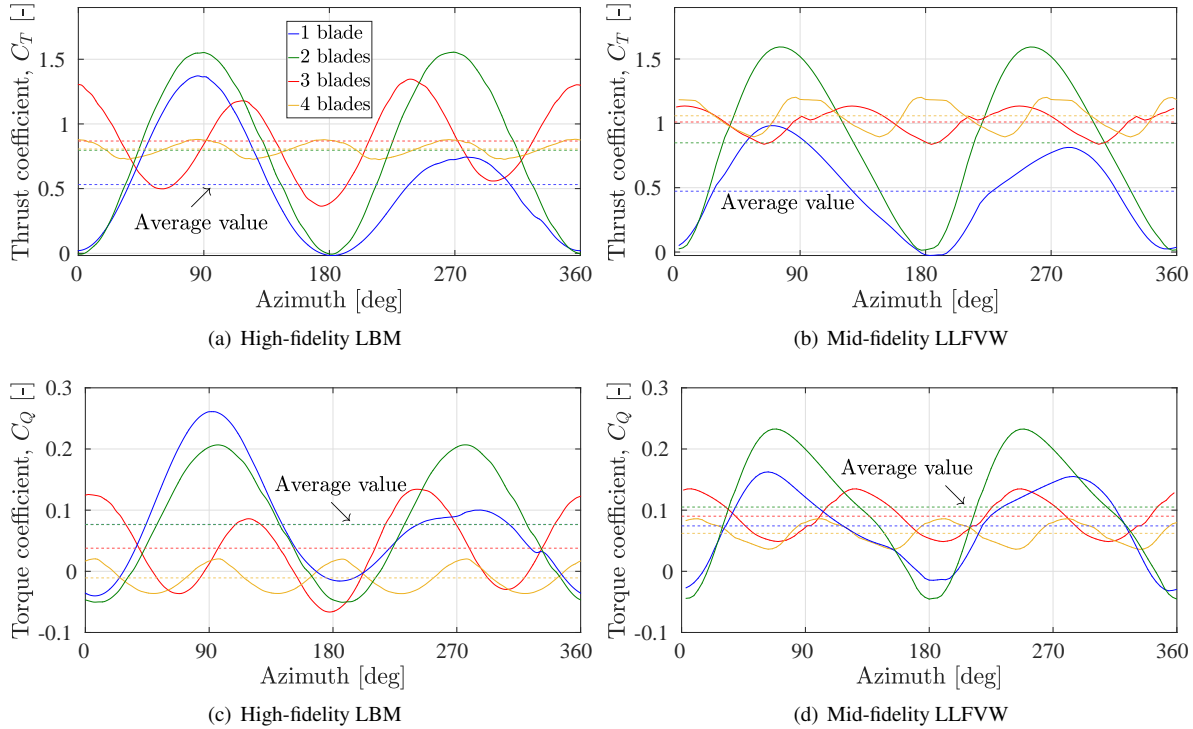 Thrust coefficient, C_T [-]
1.5
1
0.5
0
0 90 180 270 360
Azimuth [deg]
1 blade
2 blades
3 blades
4 blades
Average value
(a) High-fidelity LBM
Thrust coefficient, C_T [-]
1.5
1
0.5
0
0 90 180 270 360
Azimuth [deg]
Average value
(b) Mid-fidelity LLFVW
Torque coefficient, C_Q [-]
0.3
0.2
0.1
0
-0.1
0 90 180 270 360
Azimuth [deg]
Average value
(c) High-fidelity LBM
Torque coefficient, C_Q [-]
0.3
0.2
0.1
0
-0.1
0 90 180 270 360
Azimuth [deg]
Average value
(d) Mid-fidelity LLFVW